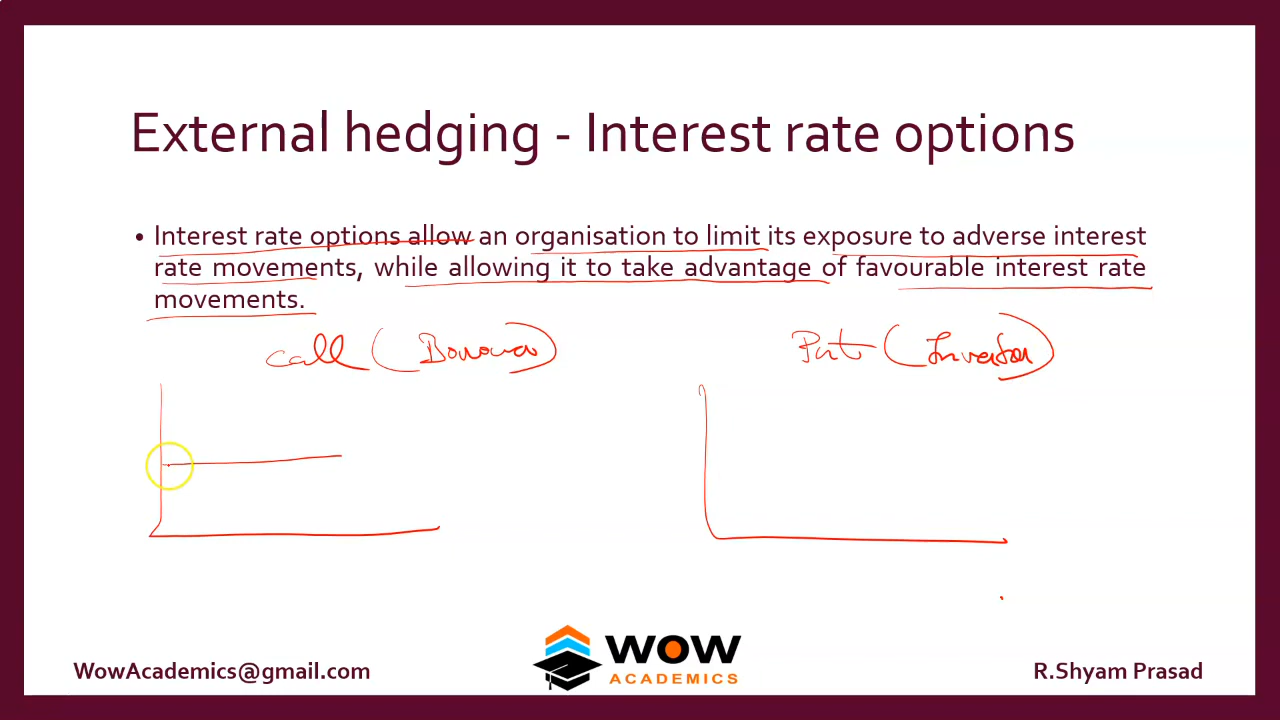 External hedging - Interest rate options
• Interest rate options allow an organisation to limit its exposure to adverse interest
rate movements, while allowing it to take advantage of favourable interest rate
movements.
call (Borrower) Put (Investor)
WOW
ACADEMICS
WowAcademics@gmail.com
R.Shyam Prasad